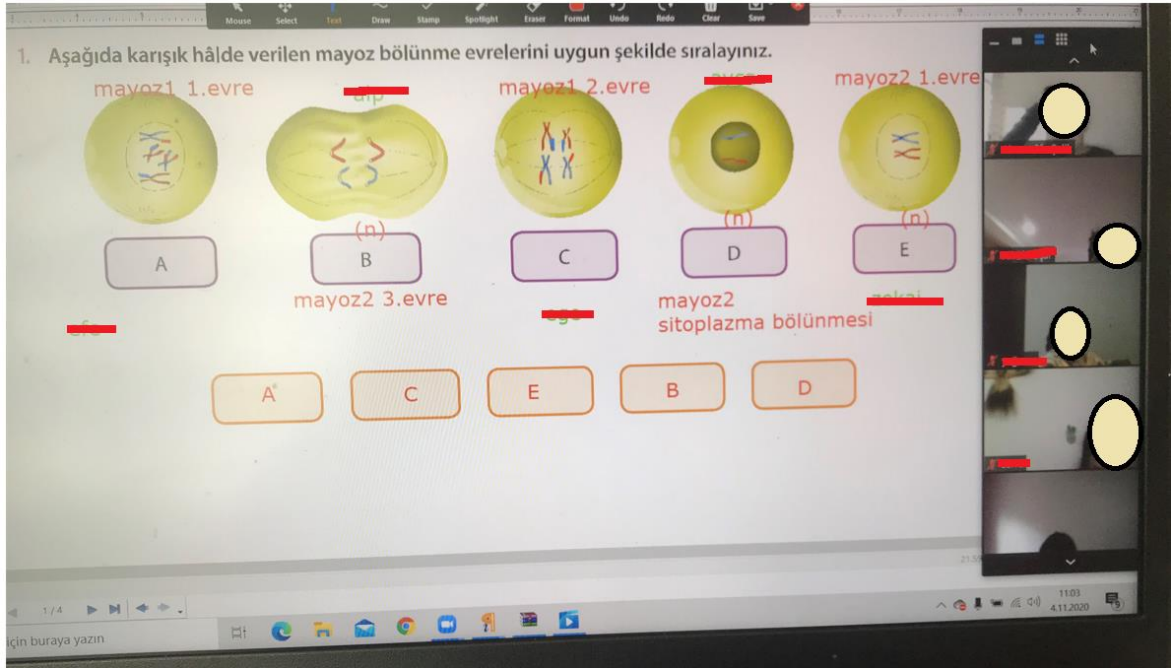 Mouse Select Text Draw Stamp Spotlight Eraser Format Undo Redo Clear Save
1. Aşağıda karışık hâlde verilen mayoz bölünme evrelerini uygun şekilde sıralayınız.
mayoz1 1.evre mayoz1 2.evre mayoz2 1.evre
(n) (n) (n)
A B C D E
mayoz2 3.evre mayoz2
sitoplazma bölünmesi
A C E B D
1/4
için buraya yazın
11:03
4.11.2020
9